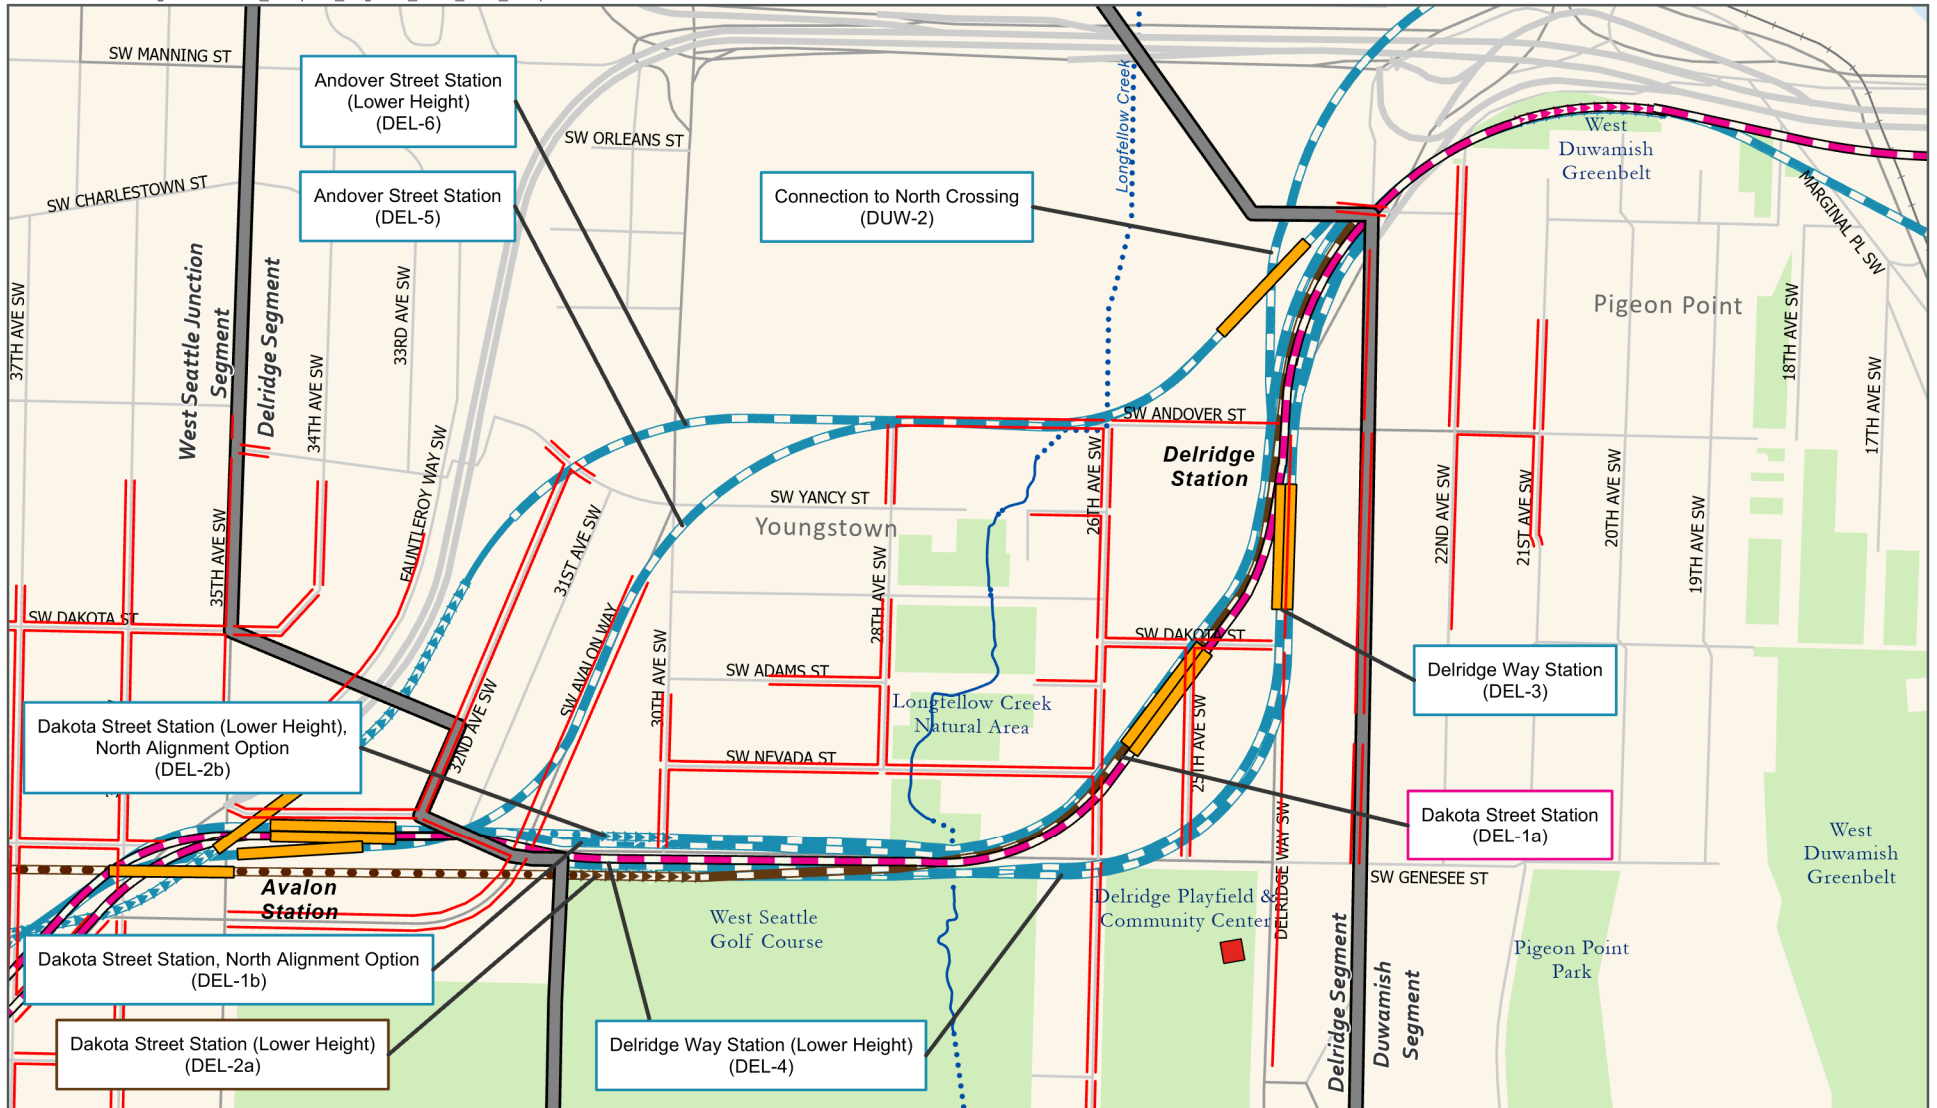 SW MANNING ST
Andover Street Station
(Lower Height)
(DEL-6)
SW ORLEANS ST
Longfellow Creek
West
Duwamish
Greenbelt
SW CHARLESTOWN ST
Andover Street Station
(DEL-5)
Connection to North Crossing
(DUW-2)
MARGINAL PL SW
West Seattle Junction
Segment
Delridge Segment
37TH AVE SW
33RD AVE SW
34TH AVE SW
Pigeon Point
18TH AVE SW
17TH AVE SW
SW ANDOVER ST
FAUNTLEROY WAY SW
Delridge
Station
26TH AVE SW
SW YANCY ST
Youngstown
35TH AVE SW
31ST AVE SW
22ND AVE SW
21ST AVE SW
20TH AVE SW
19TH AVE SW
28TH AVE SW
SW DAKOTA ST
SW AVALON WAY
30TH AVE SW
SW DAKOTA ST
SW ADAMS ST
Delridge Way Station
(DEL-3)
Longfellow Creek
Natural Area
32ND AVE SW
25TH AVE SW
Dakota Street Station (Lower Height),
North Alignment Option
(DEL-2b)
SW NEVADA ST
Dakota Street Station
(DEL-1a)
DELRIDGE WAY SW
West
Duwamish
Greenbelt
Avalon
Station
SW GENESEE ST
Delridge Playfield &
Community Center
West Seattle
Golf Course
Pigeon Point
Park
Dakota Street Station, North Alignment Option
(DEL-1b)
Delridge Segment
Duwamish
Segment
Dakota Street Station (Lower Height)
(DEL-2a)
Delridge Way Station (Lower Height)
(DEL-4)